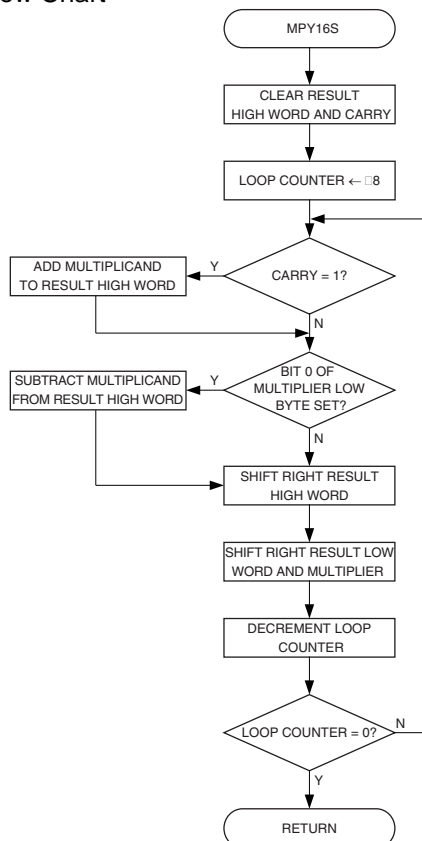 MPY16S
CLEAR RESULT
HIGH WORD AND CARRY
LOOP COUNTER ← □8
CARRY = 1?
Y
ADD MULTIPLICAND
TO RESULT HIGH WORD
N
BIT 0 OF
MULTIPLIER LOW
BYTE SET?
Y
SUBTRACT MULTIPLICAND
FROM RESULT HIGH WORD
N
SHIFT RIGHT RESULT
HIGH WORD
SHIFT RIGHT RESULT LOW
WORD AND MULTIPLIER
DECREMENT LOOP
COUNTER
LOOP COUNTER = 0?
N
Y
RETURN